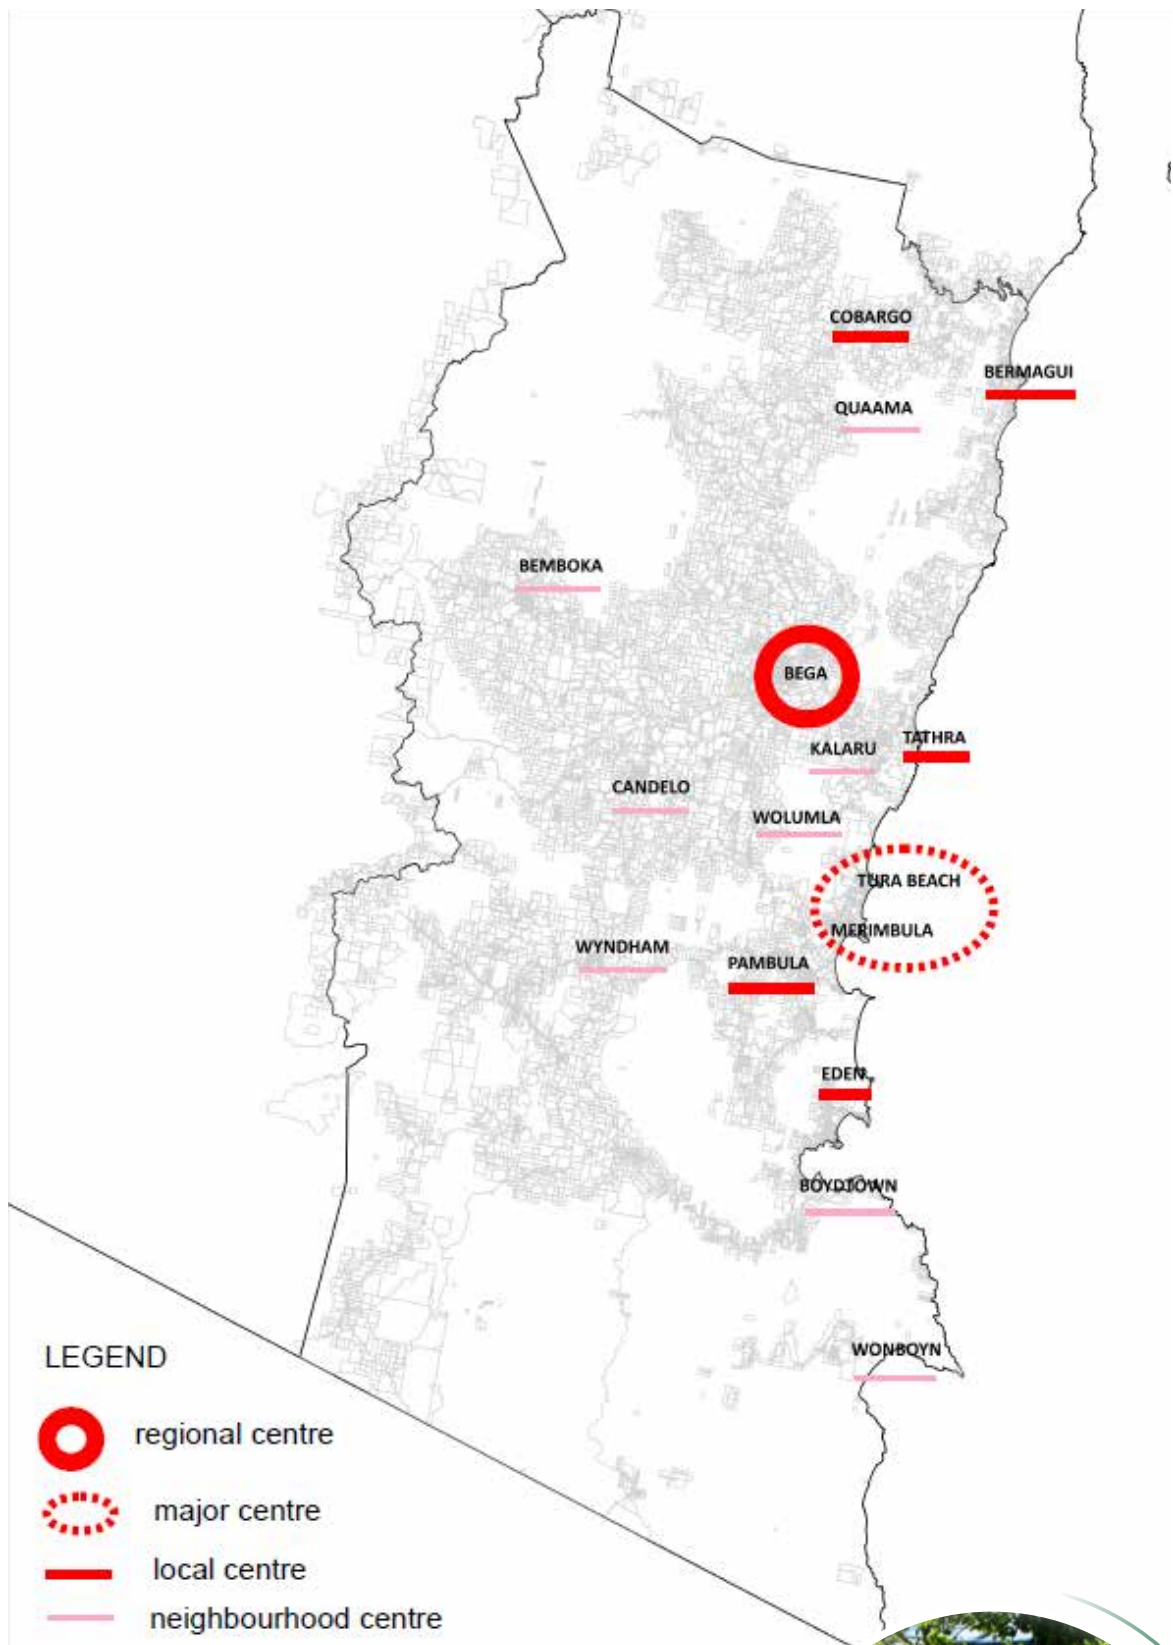 COBARGO
BERMAGUI
QUAAMA
BEMBOKA
BEGA
TATHRA
KALARU
CANDELO
WOLUMLA
TURA BEACH
MERIMBULA
WYNDHAM
PAMBULA
EDEN
BOYDTOWN
WONBOYN
LEGEND
regional centre
major centre
local centre
neighbourhood centre